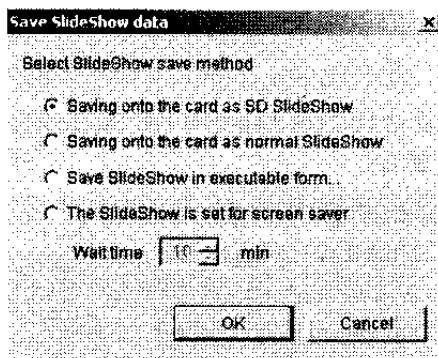 Save SlideShow data
Select SlideShow save method
Saving onto the card as SD SlideShow
Saving onto the card as normal SlideShow
Save SlideShow in executable form...
The SlideShow is set for screen saver
Wait time 10 min
OK Cancel